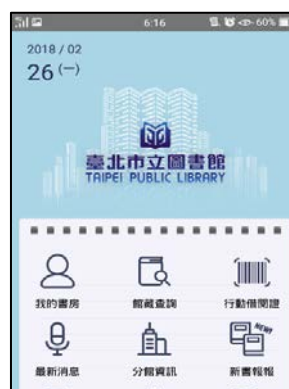 6:16
60%
2018 / 02
26 (一)
臺北市立圖書館
TAIPEI PUBLIC LIBRARY
我的書房
館藏查詢
行動借閱證
NEW!
最新消息
分館資訊
新書報報